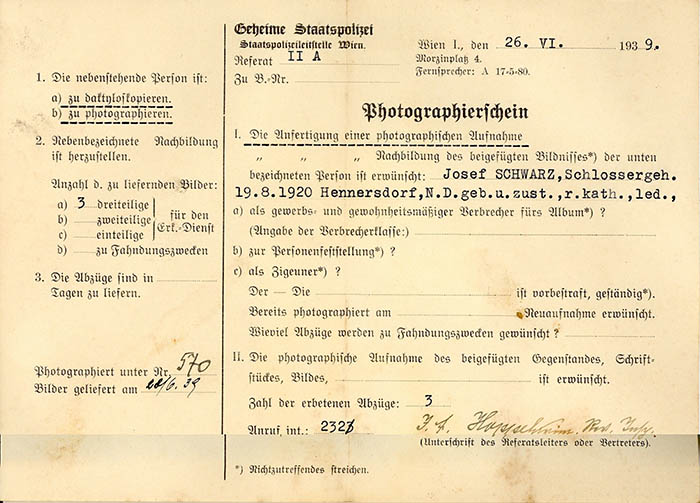 1. Die nebenstehende Person ist:
a) zu daktyloskopieren.
b) zu photographieren.
2. Nebenbezeichnete Nachbildung
ist herzustellen.
Anzahl d. zu liefernden Bilder:
a) 3 dreiteilige
b) zweiteilige
c) einteilige
für den
Erk.-Dienst
d) zu Fahndungszwecken
3. Die Abzüge sind in
Tagen zu liefern.
Photographiert unter Nr. 570
Bilder geliefert am /6. 39
Geheime Staatspolizei
Staatspolizeileitstelle Wien.
Referat II A
Zu B.-Nr.
Wien I., den 26. VI. 1939.
Morzinplatz 4.
Fernsprecher: A 17-5-80.
Photographierschein
I. Die Anfertigung einer photographischen Aufnahme
„ „ „ Nachbildung des beigefügten Bildnisses*) der unten
bezeichneten Person ist erwünscht: Josef SCHWARZ,Schlossergeh.
19.8.1920 Hennersdorf,N.D.geb.u.zust.,r.kath.,led.,
a) als gewerbs- und gewohnheitsmäßiger Verbrecher fürs Album*) ?
(Angabe der Verbrecherklasse:)
b) zur Personenfeststellung*) ?
c) als Zigeuner*) ?
Der — Die ist vorbestraft, geständig*).
Bereits photographiert am Neuaufnahme erwünscht.
Wieviel Abzüge werden zu Fahndungszwecken gewünscht ?
II. Die photographische Aufnahme des beigefügten Gegenstandes, Schrift-
stückes, Bildes, ist erwünscht.
Zahl der erbetenen Abzüge: 3
Anruf, int.: 232
(Unterschrift des Referatsleiters oder Vertreters).
*) Nichtzutreffendes streichen.